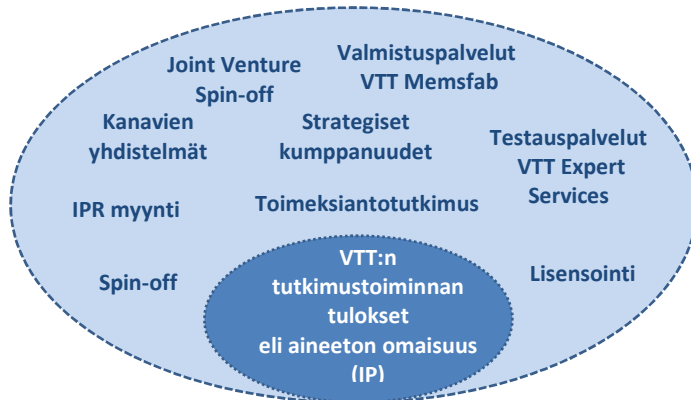 Joint Venture
Spin-off
Valmistuspalvelut
VTT Memsfab
Kanavien
yhdistelmät
Strategiset
kumppanuudet
Testauspalvelut
VTT Expert
Services
IPR myynti
Toimeksiantotutkimus
Spin-off
VTT:n
tutkimustoiminnan
tulokset
eli aineeton omaisuus
(IP)
Lisensointi